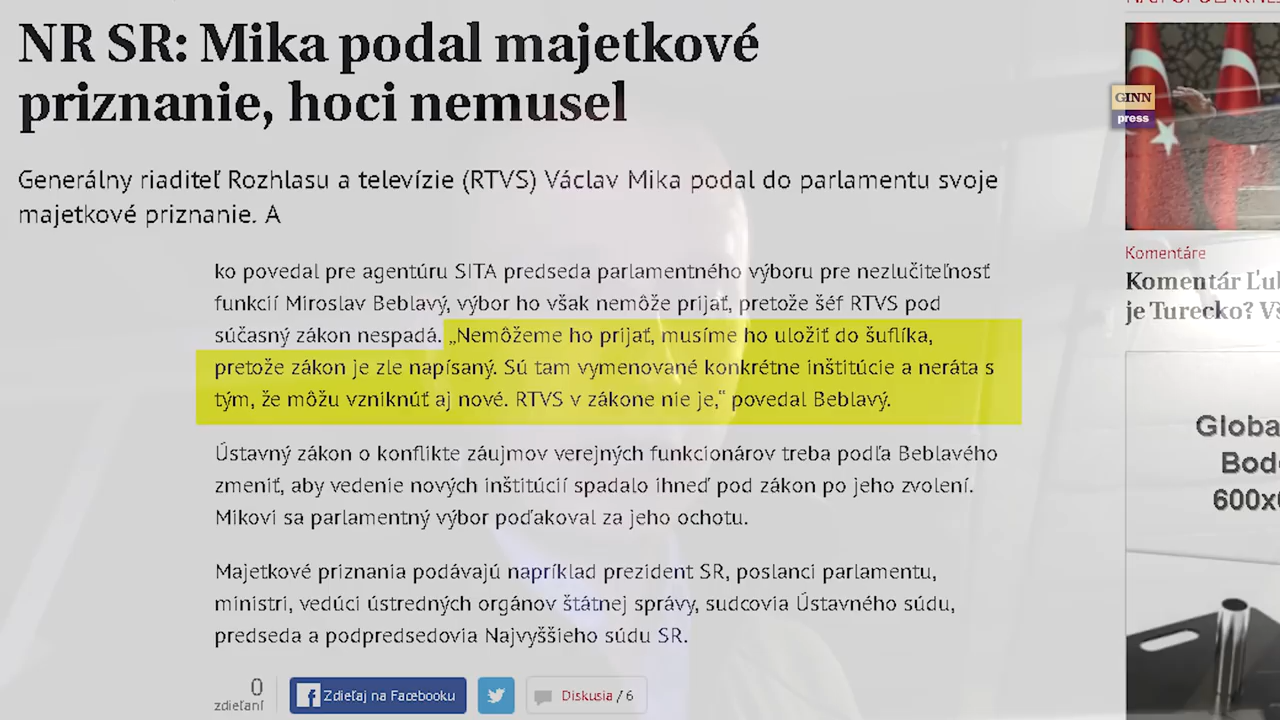 NR SR: Mika podal majetkové
priznanie, hoci nemusel
Generálny riaditeľ Rozhlasu a televízie (RTVS) Václav Mika podal do parlamentu svoje
majetkové priznanie. A
ko povedal pre agentúru SITA predseda parlamentného výboru pre nezlučiteľnosť
funkcií Miroslav Beblavý, výbor ho však nemôže prijať, pretože šéf RTVS pod
súčasný zákon nespadá. „Nemôžeme ho prijať, musíme ho uložiť do šuflíka,
pretože zákon je zle napísaný. Sú tam vymenované konkrétne inštitúcie a neráta s
tým, že môžu vzniknúť aj nové. RTVS v zákone nie je,“ povedal Beblavý.
Ústavný zákon o konflikte záujmov verejných funkcionárov treba podľa Beblavého
zmeniť, aby vedenie nových inštitúcií spadalo ihneď pod zákon po jeho zvolení.
Mikovi sa parlamentný výbor poďakoval za jeho ochotu.
Majetkové priznania podávajú napríklad prezident SR, poslanci parlamentu,
ministri, vedúci ústredných orgánov štátnej správy, sudcovia Ústavného súdu,
predseda a podpredsedovia Najvyššieho súdu SR.
0
zdieľaní
Zdieľaj na Facebooku
Diskusia / 6
GINN
press
Komentáre
Komentár Ľu
je Turecko? Vš
Globa
Bod
600x